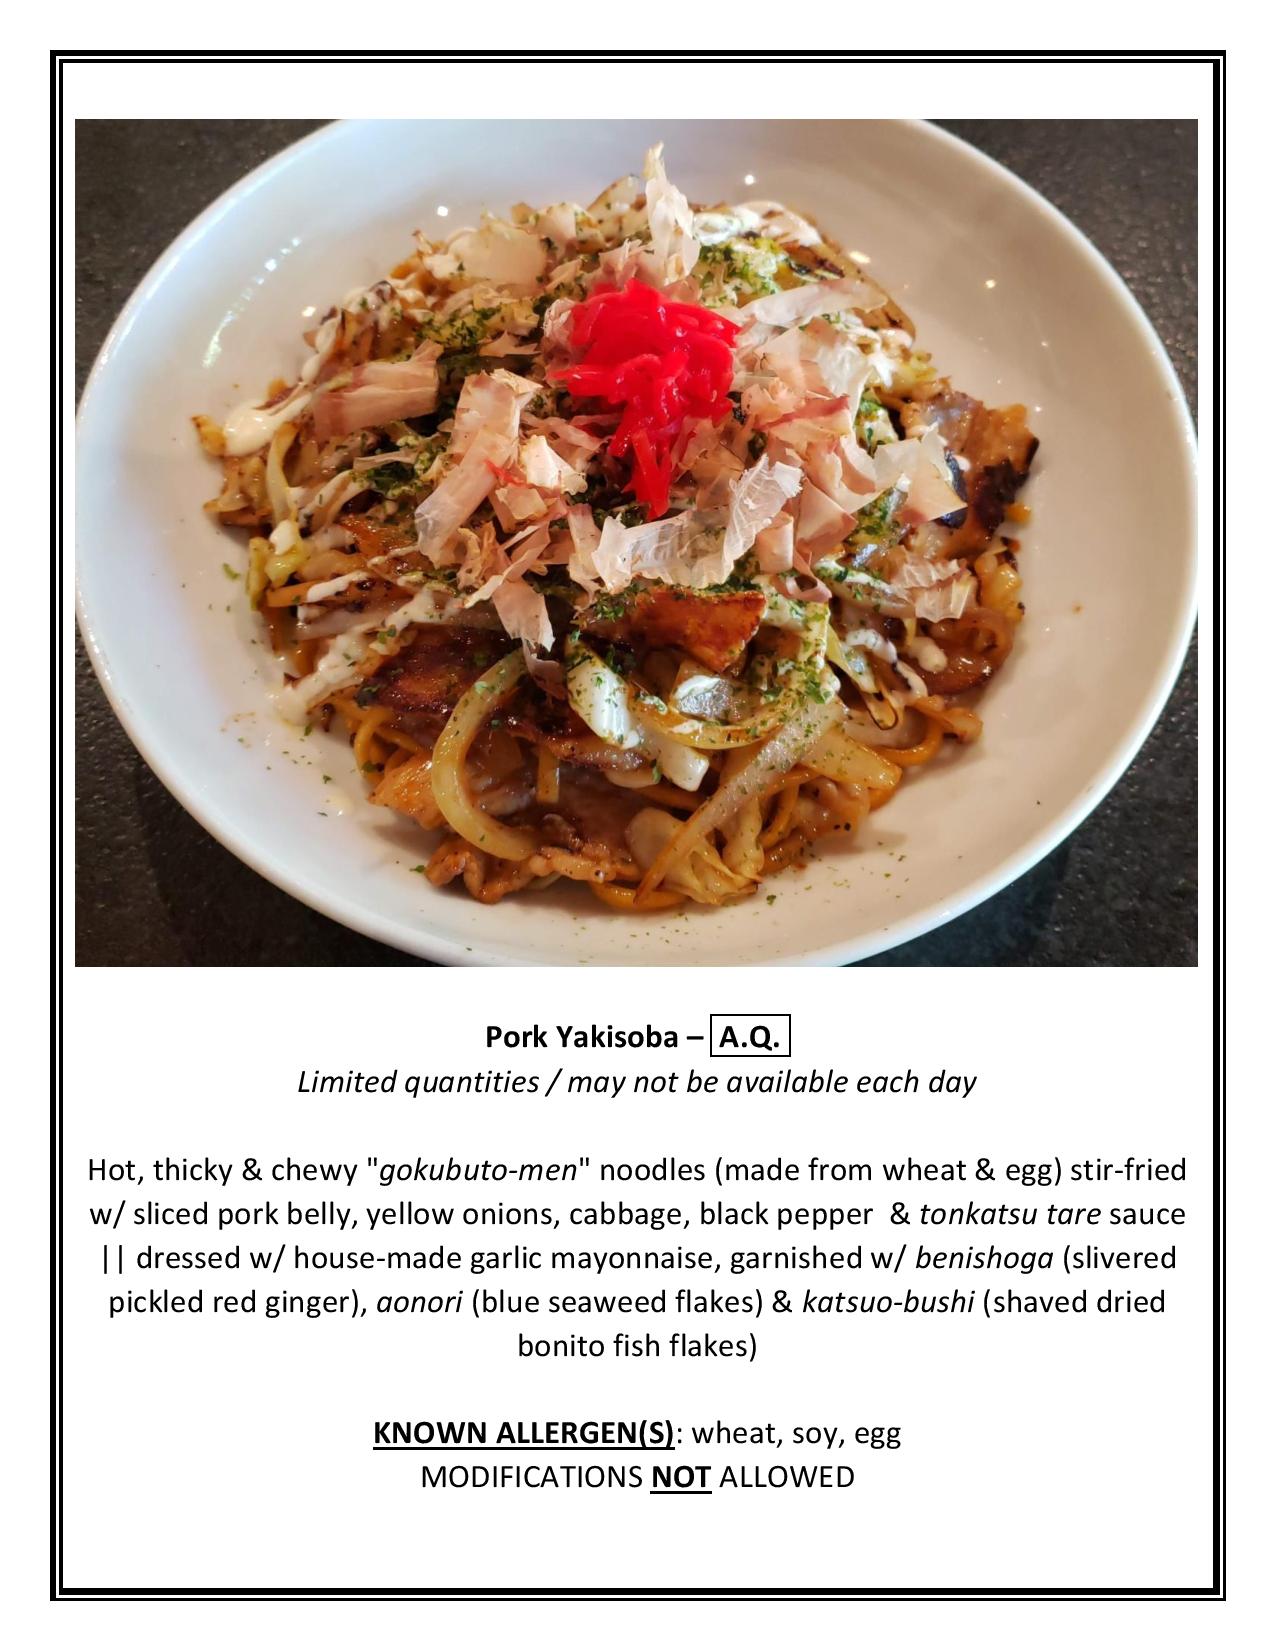 Pork Yakisoba – A.Q.
Limited quantities / may not be available each day
Hot, thicky & chewy "gokubuto-men" noodles (made from wheat & egg) stir-fried
w/ sliced pork belly, yellow onions, cabbage, black pepper  & tonkatsu tare sauce
|| dressed w/ house-made garlic mayonnaise, garnished w/ benishoga (slivered
pickled red ginger), aonori (blue seaweed flakes) & katsuo-bushi (shaved dried
bonito fish flakes)
KNOWN ALLERGEN(S): wheat, soy, egg
MODIFICATIONS NOT ALLOWED